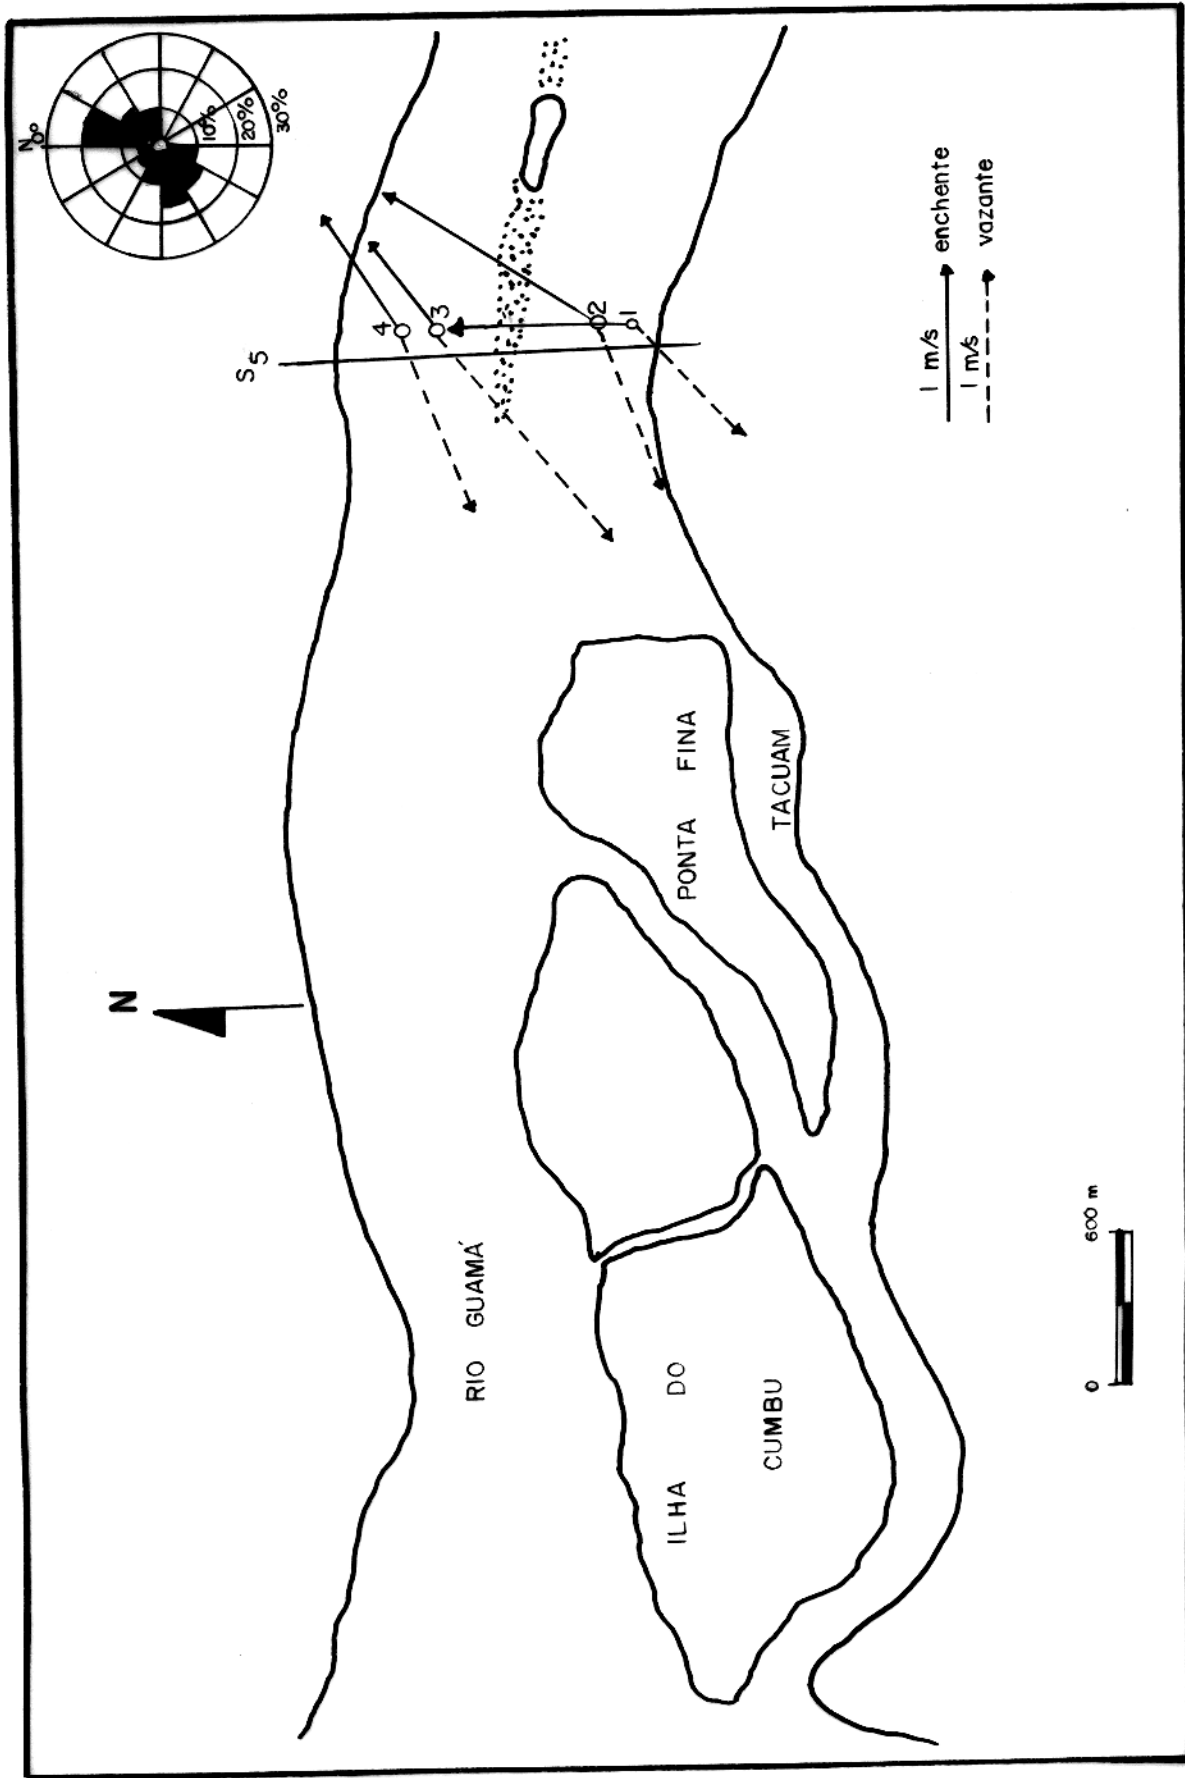 N 0°
10%
20%
30%
S5
4
3
2
1
1 m/s enchente
1 m/s vazante
N
RIO GUAMÁ
PONTA FINA
TACUAM
ILHA DO
CUMBU
0 600 m